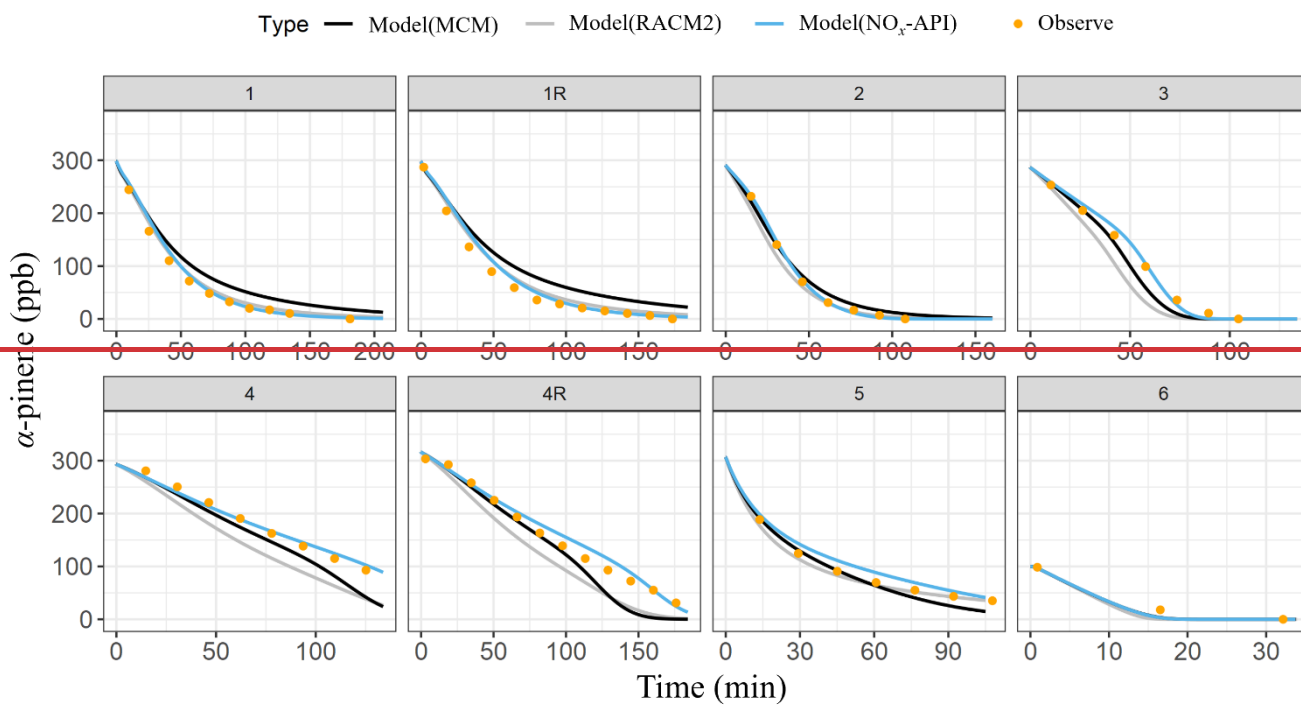 Type Model(MCM) Model(RACM2) Model(NOx-API) Observe
1 1R 2 3
300
200
100
0
0 50 100 150 200 0 50 100 150 0 50 100 150 0 50 100
α-pinene (ppb)
4 4R 5 6
300
200
100
0
0 50 100 0 50 100 150 0 30 60 90 0 10 20 30
Time (min)